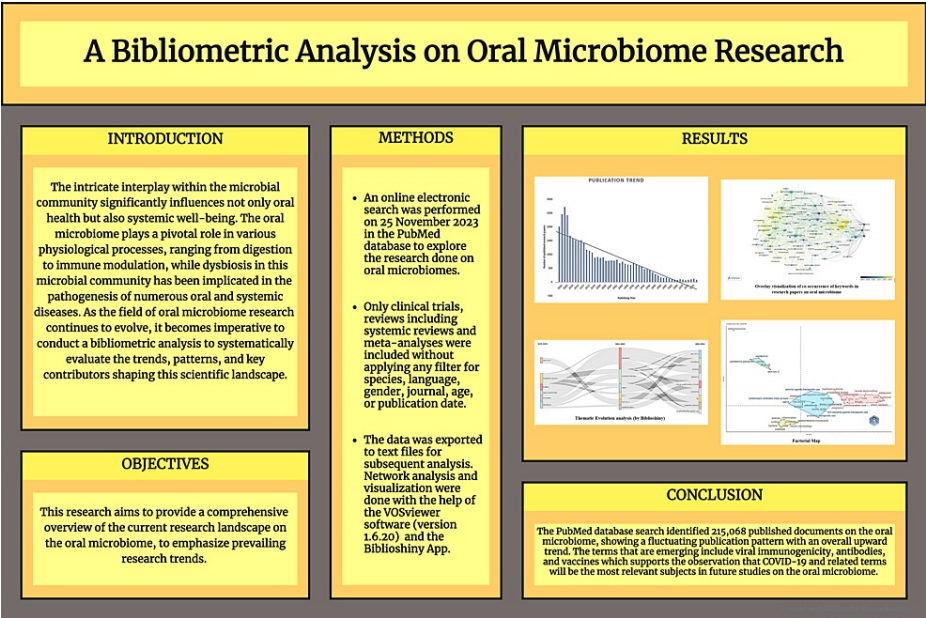 A Bibliometric Analysis on Oral Microbiome Research
INTRODUCTION
The intricate interplay within the microbial
community significantly influences not only oral
health but also systemic well-being. The oral
microbiome plays a pivotal role in various
physiological processes, ranging from digestion
to immune modulation, while dysbiosis in this
microbial community has been implicated in the
pathogenesis of numerous oral and systemic
diseases. As the field of oral microbiome research
continues to evolve, it becomes imperative to
conduct a bibliometric analysis to systematically
evaluate the trends, patterns, and key
contributors shaping this scientific landscape.
OBJECTIVES
This research aims to provide a comprehensive
overview of the current research landscape on
the oral microbiome, to emphasize prevailing
research trends.
METHODS
• An online electronic
search was performed
on 25 November 2023
in the PubMed
database to explore
the research done on
oral microbiomes.
• Only clinical trials,
reviews including
systemic reviews and
meta-analyses were
included without
applying any filter for
species, language,
gender, journal, age,
or publication date.
• The data was exported
to text files for
subsequent analysis.
Network analysis and
visualization were
done with the help of
the VOSviewer
software (version
1.6.20) and the
Biblioshiny App.
RESULTS
PUBLICATION TREND
Publishing Year
Overlay visualization of co-occurrence of keywords in
research papers on oral microbiome
Thematic Evolution analysis (by Biblioshiny)
Factorial Map
CONCLUSION
The PubMed database search identified 215,068 published documents on the oral
microbiome, showing a fluctuating publication pattern with an overall upward
trend. The terms that are emerging include viral immunogenicity, antibodies,
and vaccines which supports the observation that COVID-19 and related terms
will be the most relevant subjects in future studies on the oral microbiome.